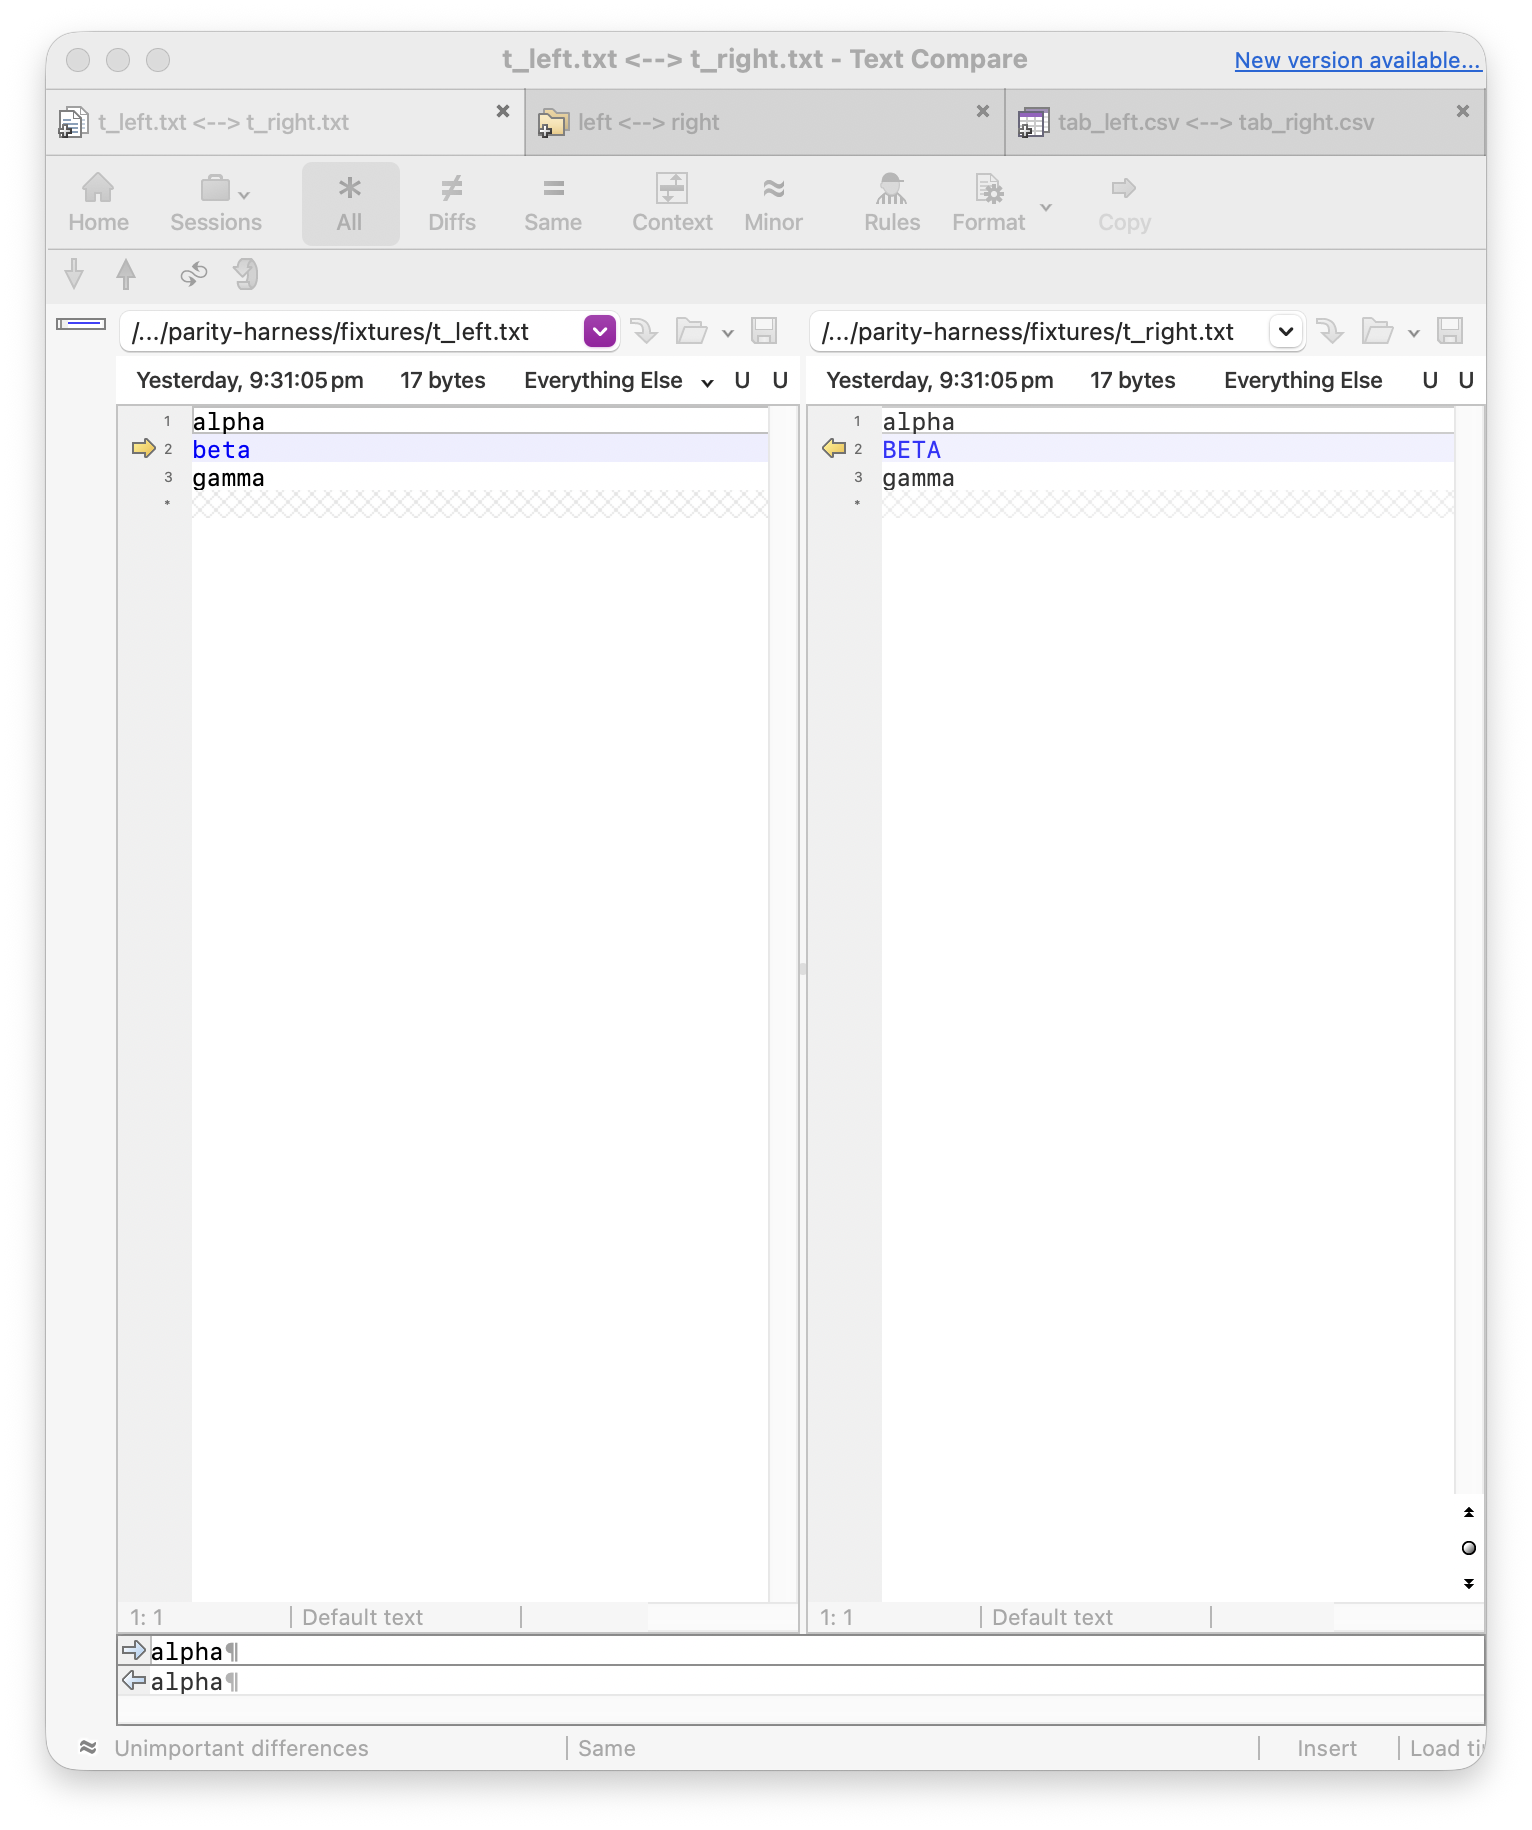 t_left.txt <--> t_right.txt - Text Compare
New version available...
t_left.txt <--> t_right.txt
left <--> right
tab_left.csv <--> tab_right.csv
Home
Sessions
All
Diffs
Same
Context
Minor
Rules
Format
Copy
/.../parity-harness/fixtures/t_left.txt
/.../parity-harness/fixtures/t_right.txt
Yesterday, 9:31:05 pm 17 bytes Everything Else U U
Yesterday, 9:31:05 pm 17 bytes Everything Else U U
1 alpha
2 beta
3 gamma
*
1 alpha
2 BETA
3 gamma
*
1: 1 Default text
1: 1 Default text
alpha¶
alpha¶
≈ Unimportant differences
Same
Insert
Load